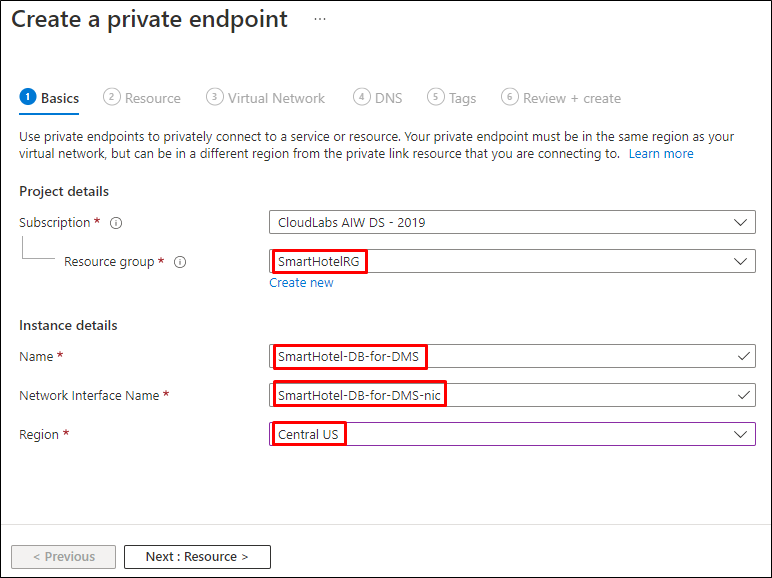 Create a private endpoint ...
1 Basics 2 Resource 3 Virtual Network 4 DNS 5 Tags 6 Review + create
Use private endpoints to privately connect to a service or resource. Your private endpoint must be in the same region as your
virtual network, but can be in a different region from the private link resource that you are connecting to. Learn more
Project details
Subscription * CloudLabs AIW DS - 2019
Resource group * SmartHotelRG
Create new
Instance details
Name * SmartHotel-DB-for-DMS
Network Interface Name * SmartHotel-DB-for-DMS-nic
Region * Central US
< Previous Next : Resource >